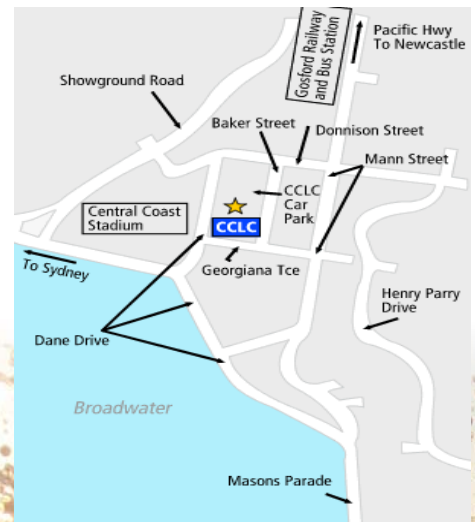 Pacific Hwy
To Newcastle
Gosford Railway
and Bus Station
Showground Road
Baker Street
Donnison Street
Mann Street
CCLC
Car
Park
Central Coast
Stadium
CCLC
Georgiana Tce
To Sydney
Henry Parry
Drive
Dane Drive
Broadwater
Masons Parade